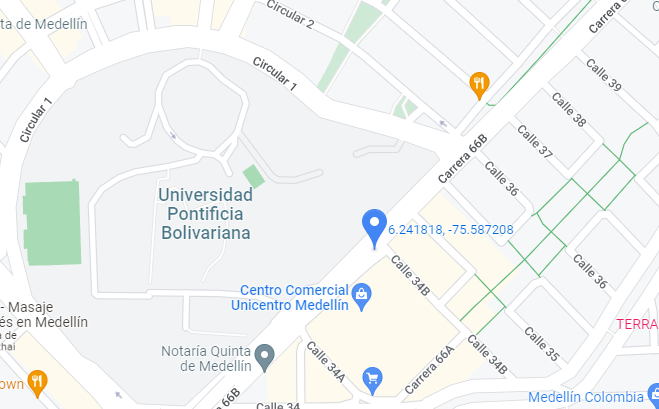 ta de Medellín
Circular 2
Circular 1
Circular 1
Carrera 66B
Calle 39
Calle 38
Calle 37
Carrera 66B
Calle 36
Universidad
Pontificia
Bolivariana
6.241818, -75.587208
Calle 34B
Calle 36
Centro Comercial
Unicentro Medellín
- Masaje
és en Medellín
n de
hai
TERRA
Notaría Quinta
de Medellín
Calle 34A
Carrera 66A
Calle 34B
Calle 35
own
66B
Calle 34
Medellín Colombia